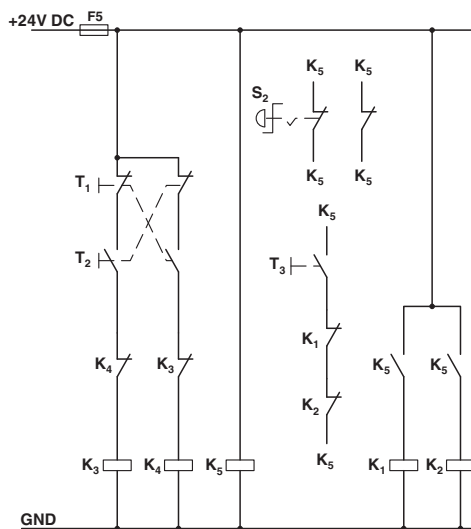 +24V DC F5
K5 K5
S2
K5 K5
T1
K5
T2 T3
K1
K4 K3 K5 K5
K2
K5
K3 K4 K5 K1 K2
GND